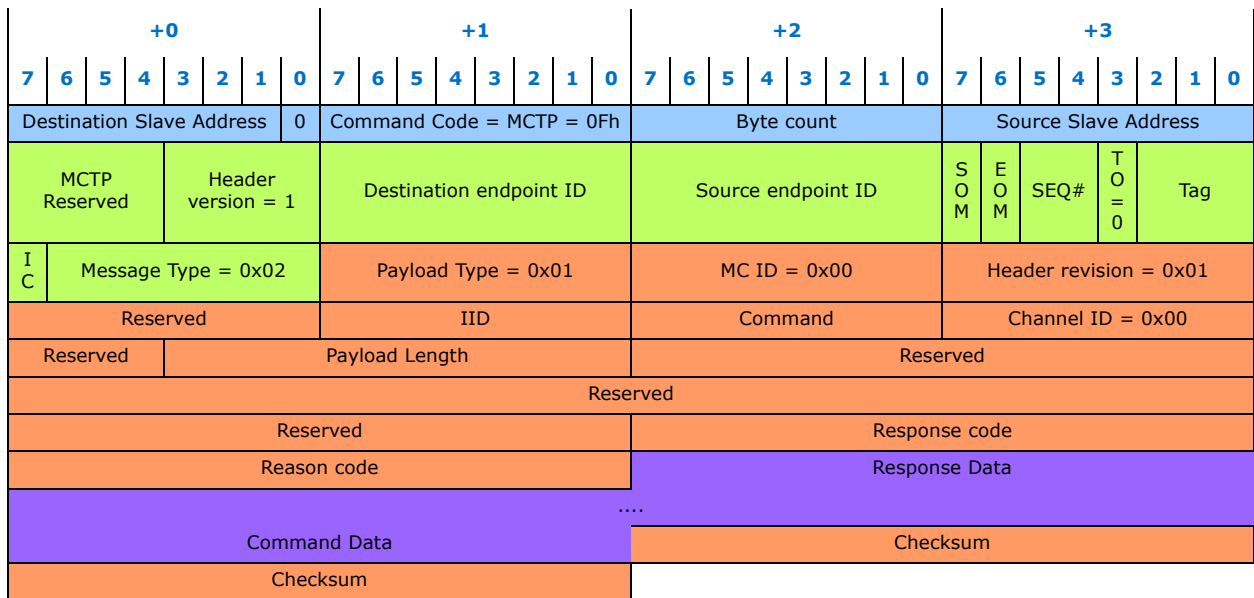 +0 +1 +2 +3
7 6 5 4 3 2 1 0 7 6 5 4 3 2 1 0 7 6 5 4 3 2 1 0 7 6 5 4 3 2 1 0
Destination Slave Address 0 Command Code = MCTP = 0Fh Byte count Source Slave Address
MCTP Reserved Header version = 1 Destination endpoint ID Source endpoint ID SOM EOM SEQ# TO=0 Tag
IC Message Type = 0x02 Payload Type = 0x01 MC ID = 0x00 Header revision = 0x01
Reserved IID Command Channel ID = 0x00
Reserved Payload Length Reserved
Reserved
Reserved Response code
Reason code Response Data
....
Command Data Checksum
Checksum